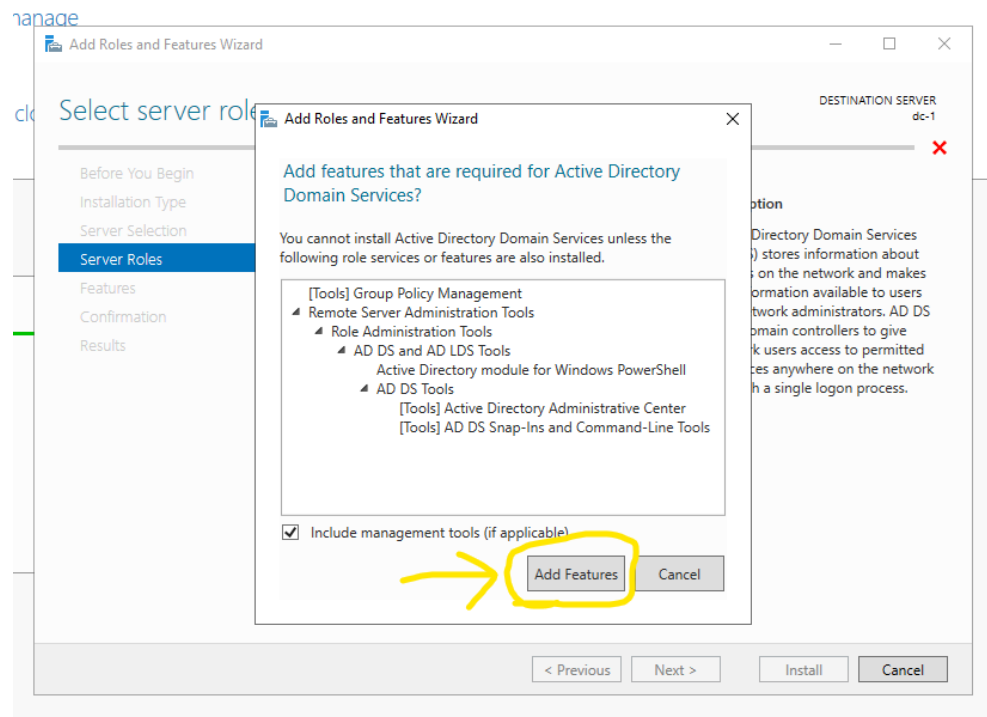 manage
Add Roles and Features Wizard
Select server role
DESTINATION SERVER
dc-1
Before You Begin
Installation Type
Server Selection
Server Roles
Features
Confirmation
Results
Add Roles and Features Wizard
Add features that are required for Active Directory
Domain Services?
You cannot install Active Directory Domain Services unless the
following role services or features are also installed.
[Tools] Group Policy Management
Remote Server Administration Tools
Role Administration Tools
AD DS and AD LDS Tools
Active Directory module for Windows PowerShell
AD DS Tools
[Tools] Active Directory Administrative Center
[Tools] AD DS Snap-Ins and Command-Line Tools
Include management tools (if applicable)
Add Features
Cancel
Directory Domain Services
) stores information about
on the network and makes
available to users
administrators. AD DS
controllers to give
users access to permitted
anywhere on the network
a single logon process.
< Previous
Next >
Install
Cancel